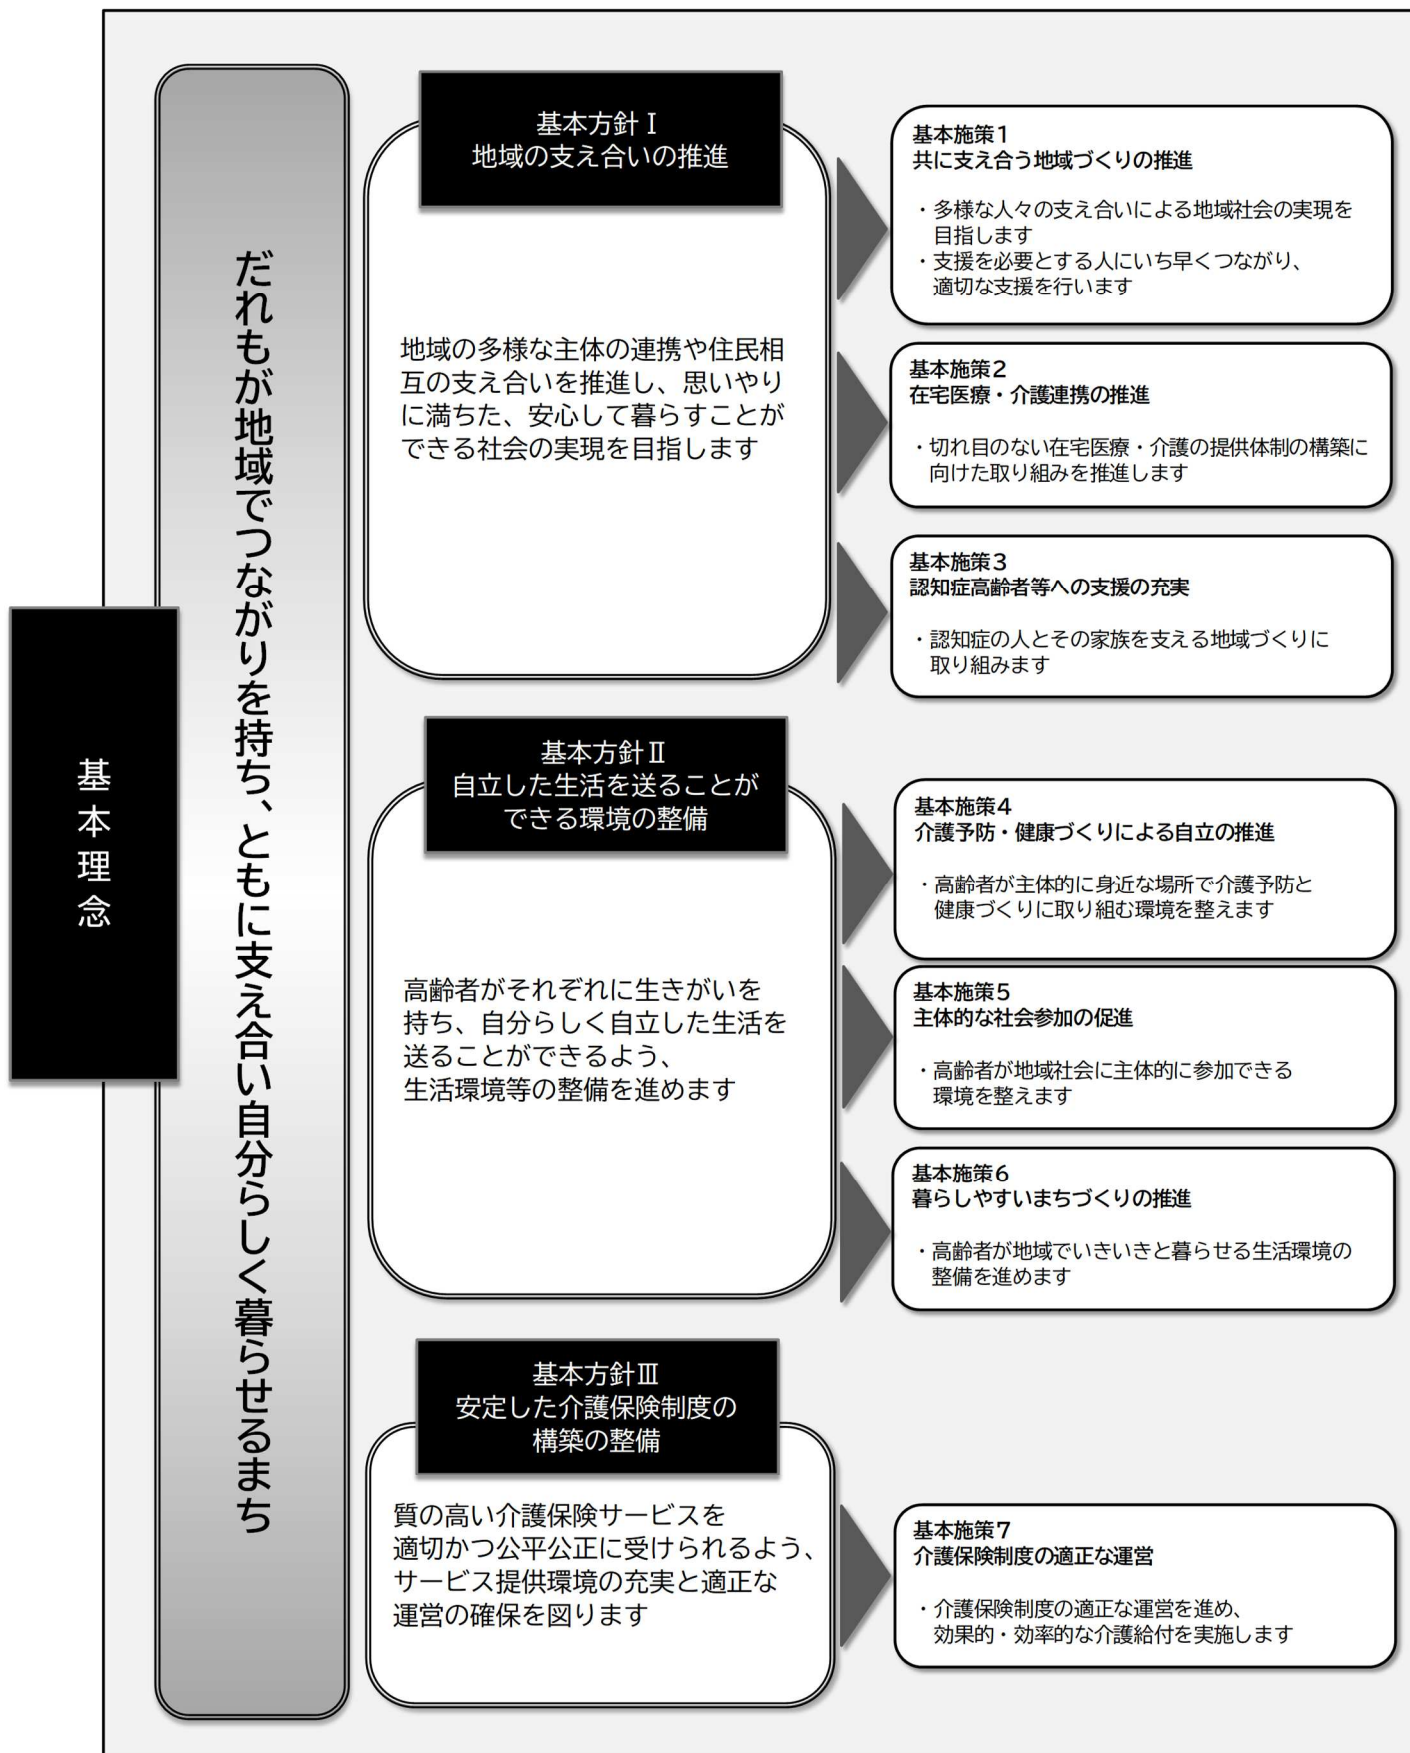 基本理念
だれもが地域でつながりを持ち、ともに支え合い自分らしく暮らせるまち
基本方針Ⅰ
地域の支え合いの推進
地域の多様な主体の連携や住民相
互の支え合いを推進し、思いやり
に満ちた、安心して暮らすことが
できる社会の実現を目指します
基本施策1
共に支え合う地域づくりの推進
・多様な人々の支え合いによる地域社会の実現を
目指します
・支援を必要とする人にいち早くつながり、
適切な支援を行います
基本施策2
在宅医療・介護連携の推進
・切れ目のない在宅医療・介護の提供体制の構築に
向けた取り組みを推進します
基本施策3
認知症高齢者等への支援の充実
・認知症の人とその家族を支える地域づくりに
取り組みます
基本方針Ⅱ
自立した生活を送ることが
できる環境の整備
高齢者がそれぞれに生きがいを
持ち、自分らしく自立した生活を
送ることができるよう、
生活環境等の整備を進めます
基本施策4
介護予防・健康づくりによる自立の推進
・高齢者が主体的に身近な場所で介護予防と
健康づくりに取り組む環境を整えます
基本施策5
主体的な社会参加の促進
・高齢者が地域社会に主体的に参加できる
環境を整えます
基本施策6
暮らしやすいまちづくりの推進
・高齢者が地域でいきいきと暮らせる生活環境の
整備を進めます
基本方針Ⅲ
安定した介護保険制度の
構築の整備
質の高い介護保険サービスを
適切かつ公平公正に受けられるよう、
サービス提供環境の充実と適正な
運営の確保を図ります
基本施策7
介護保険制度の適正な運営
・介護保険制度の適正な運営を進め、
効果的・効率的な介護給付を実施します